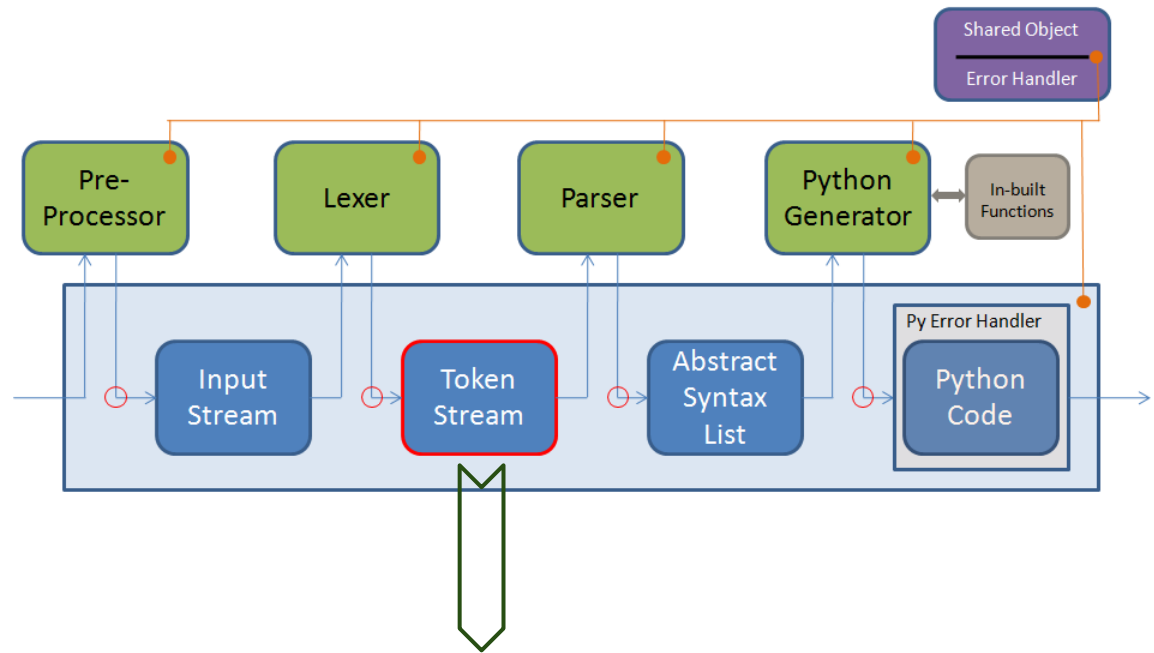 Shared Object
Error Handler
Pre-
Processor
Lexer
Parser
Python
Generator
In-built
Functions
Py Error Handler
Input
Stream
Token
Stream
Abstract
Syntax
List
Python
Code